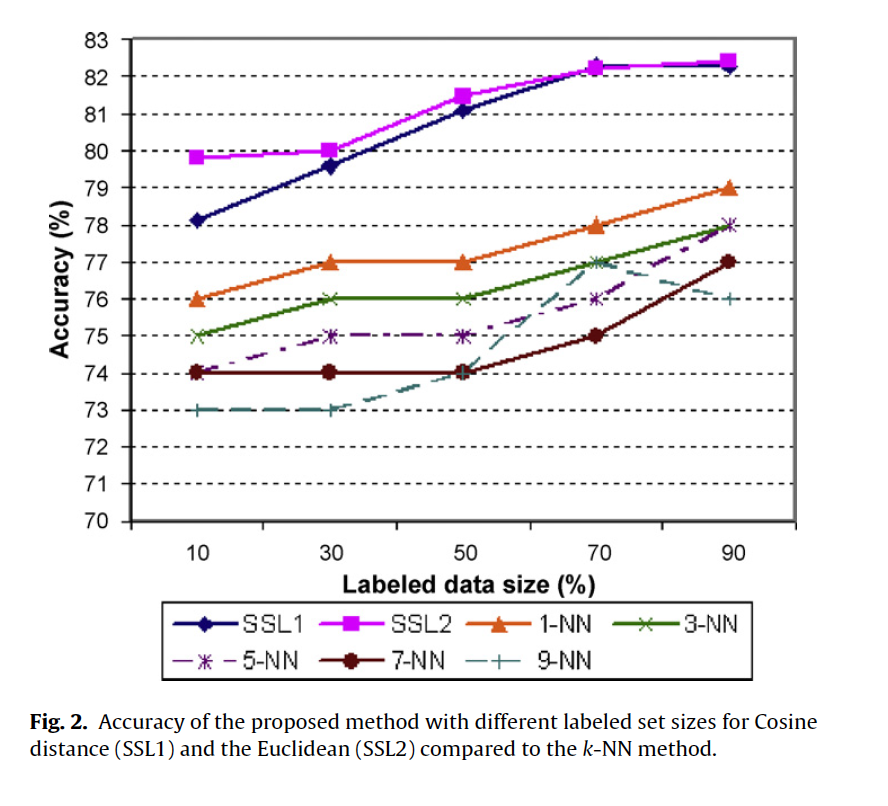 83
82
81
80
79
78
77
76
75
74
73
72
71
70
Accuracy (%)
10 30 50 70 90
Labeled data size (%)
SSL1 SSL2 1-NN 3-NN
5-NN 7-NN 9-NN
Fig. 2. Accuracy of the proposed method with different labeled set sizes for Cosine
distance (SSL1) and the Euclidean (SSL2) compared to the k-NN method.